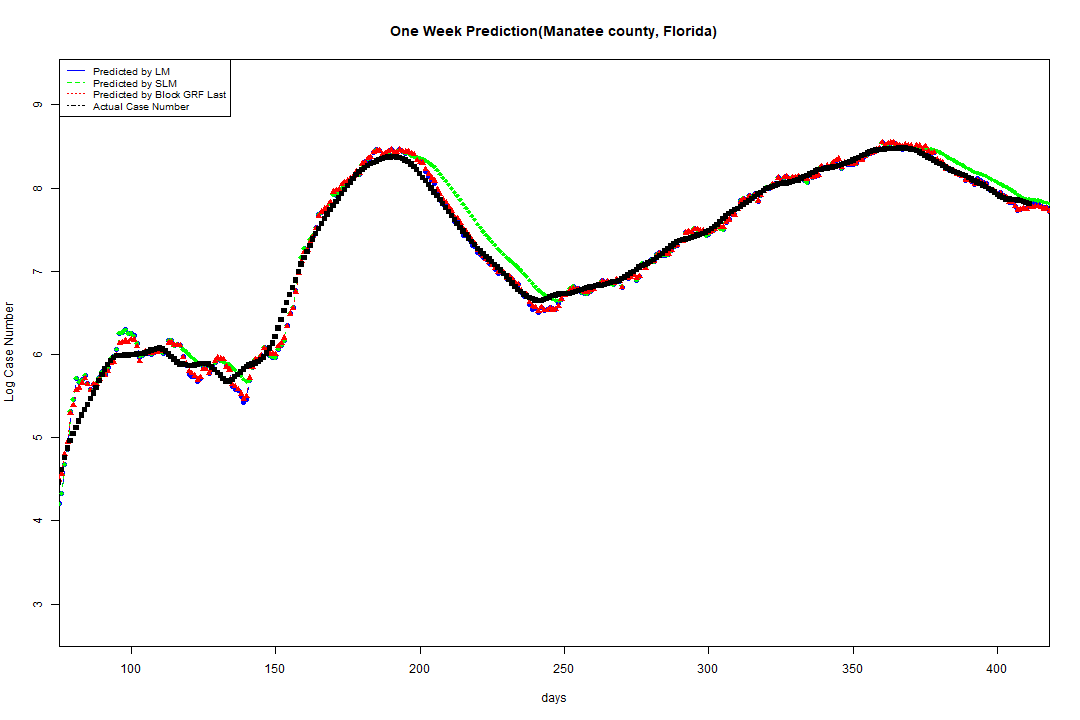 One Week Prediction(Manatee county, Florida)
Predicted by LM
Predicted by SLM
Predicted by Block GRF Last
Actual Case Number
9
8
7
6
5
4
3
Log Case Number
100 150 200 250 300 350 400
days